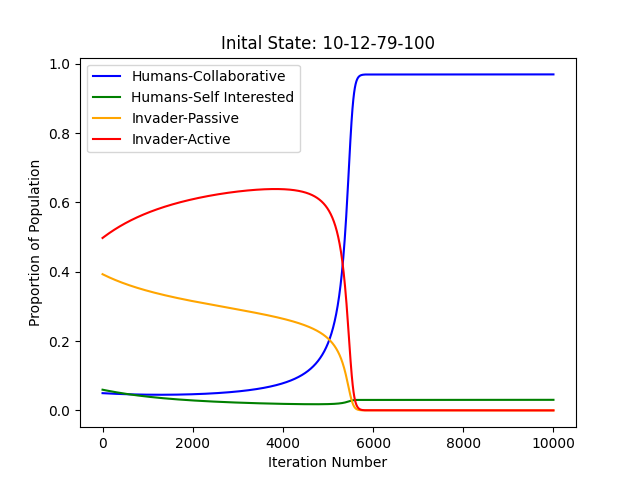 Inital State: 10-12-79-100
Humans-Collaborative
Humans-Self Interested
Invader-Passive
Invader-Active
Proportion of Population
1.0
0.8
0.6
0.4
0.2
0.0
0 2000 4000 6000 8000 10000
Iteration Number